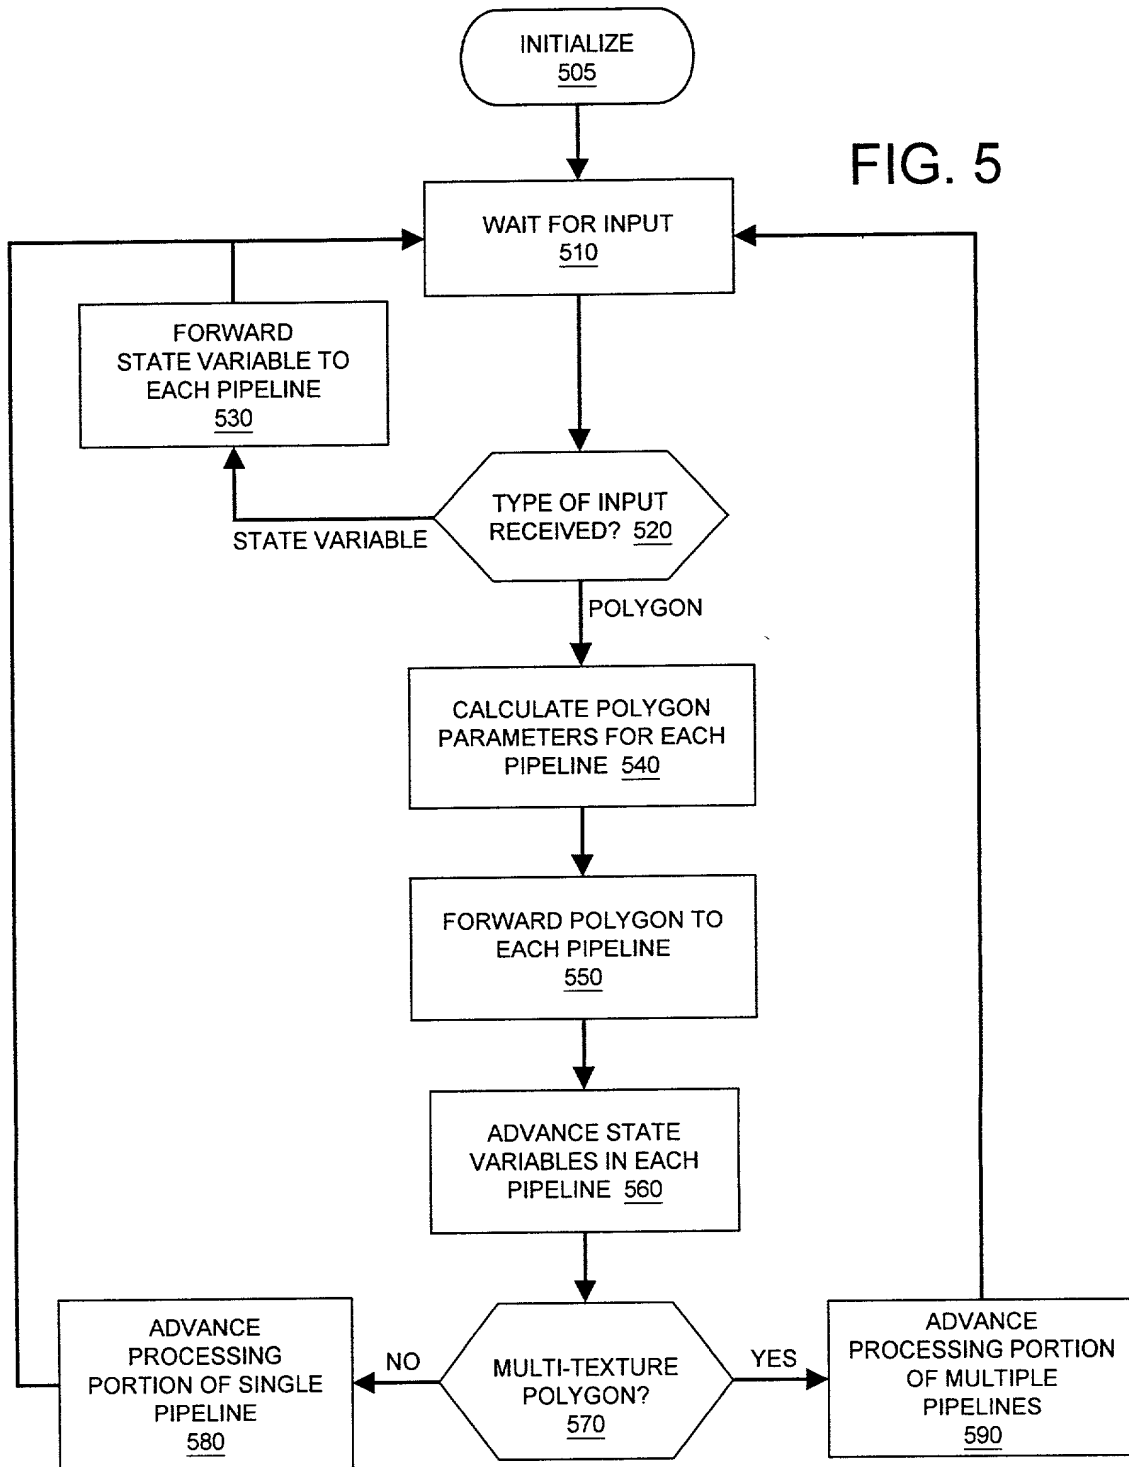 INITIALIZE
505
FIG. 5
WAIT FOR INPUT
510
FORWARD
STATE VARIABLE TO
EACH PIPELINE
530
TYPE OF INPUT
RECEIVED? 520
STATE VARIABLE
POLYGON
CALCULATE POLYGON
PARAMETERS FOR EACH
PIPELINE 540
FORWARD POLYGON TO
EACH PIPELINE
550
ADVANCE STATE
VARIABLES IN EACH
PIPELINE 560
ADVANCE
PROCESSING
PORTION OF SINGLE
PIPELINE
580
NO
MULTI-TEXTURE
POLYGON?
570
YES
ADVANCE
PROCESSING PORTION
OF MULTIPLE
PIPELINES
590